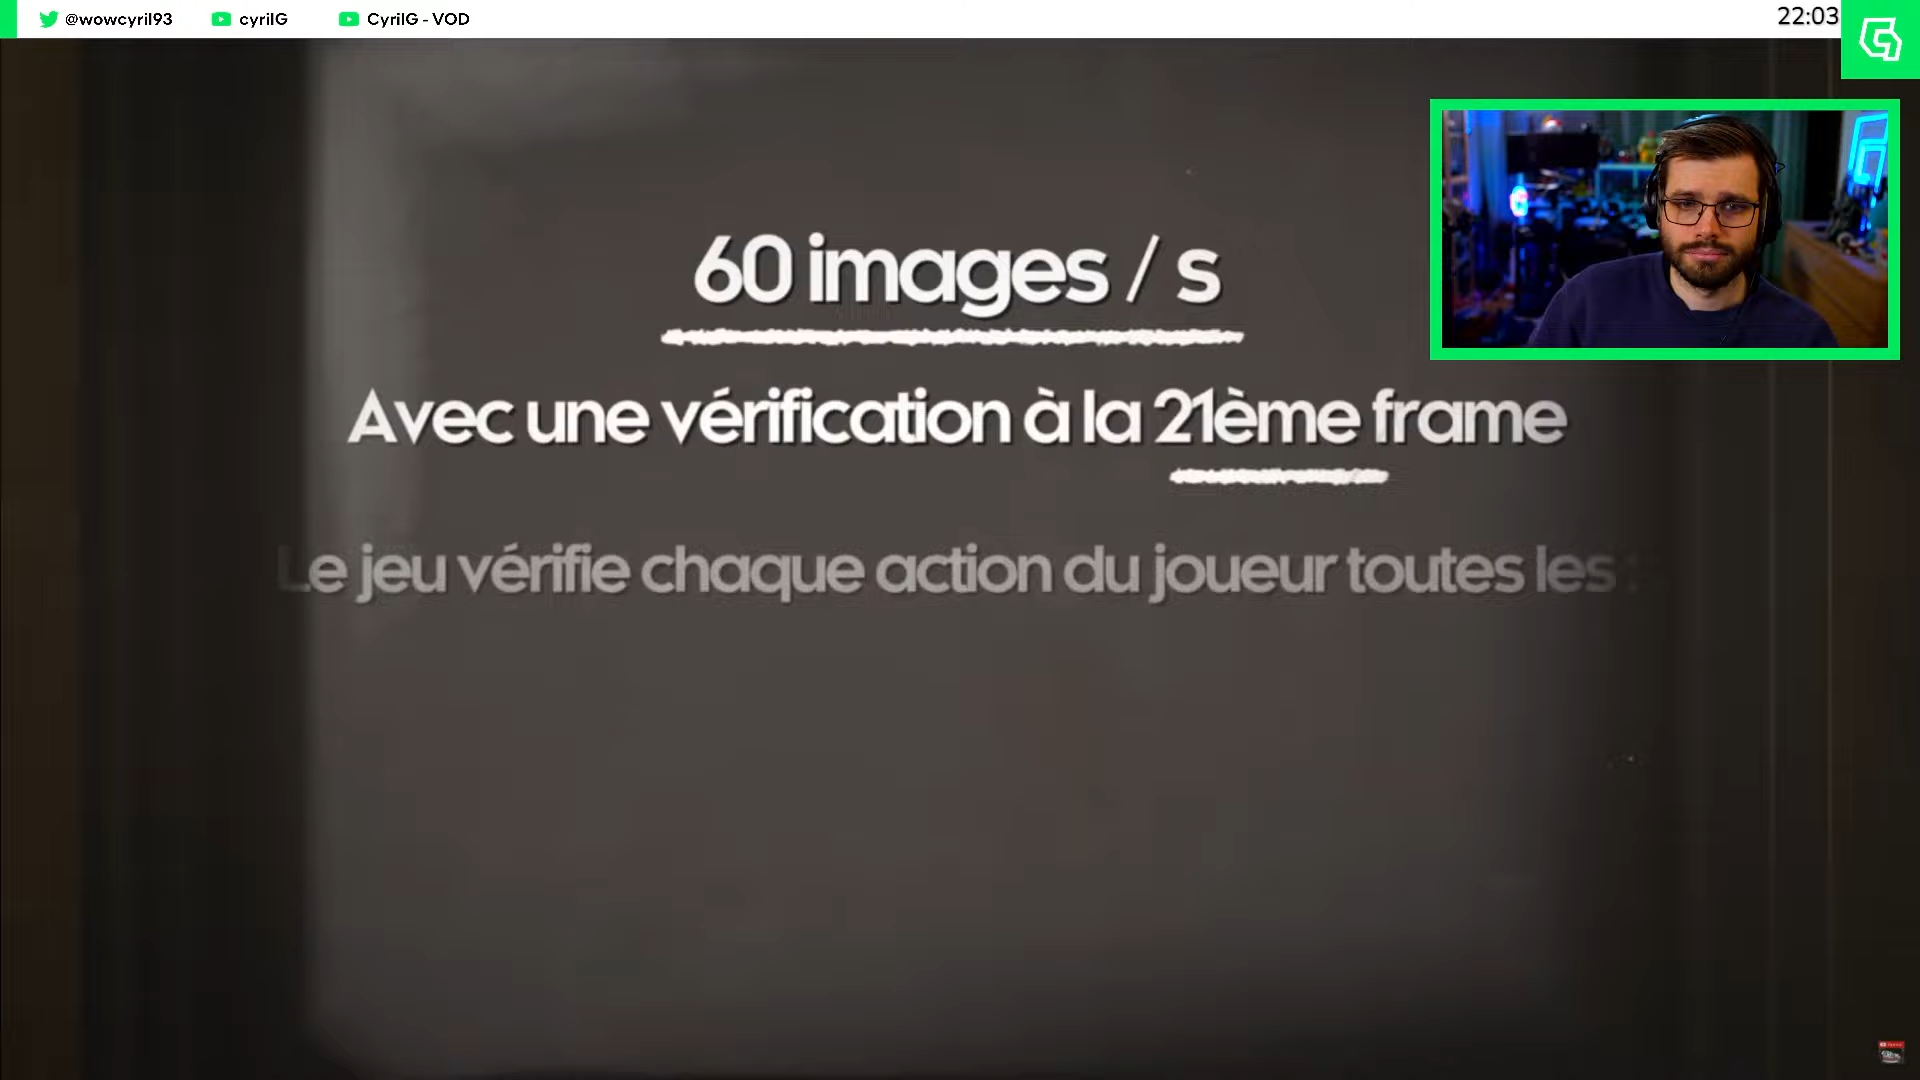 @wowcyril93 cyrilG CyrilG - VOD 22:03
60 images / s
Avec une vérification à la 21ème frame
Le jeu vérifie chaque action du joueur toutes les